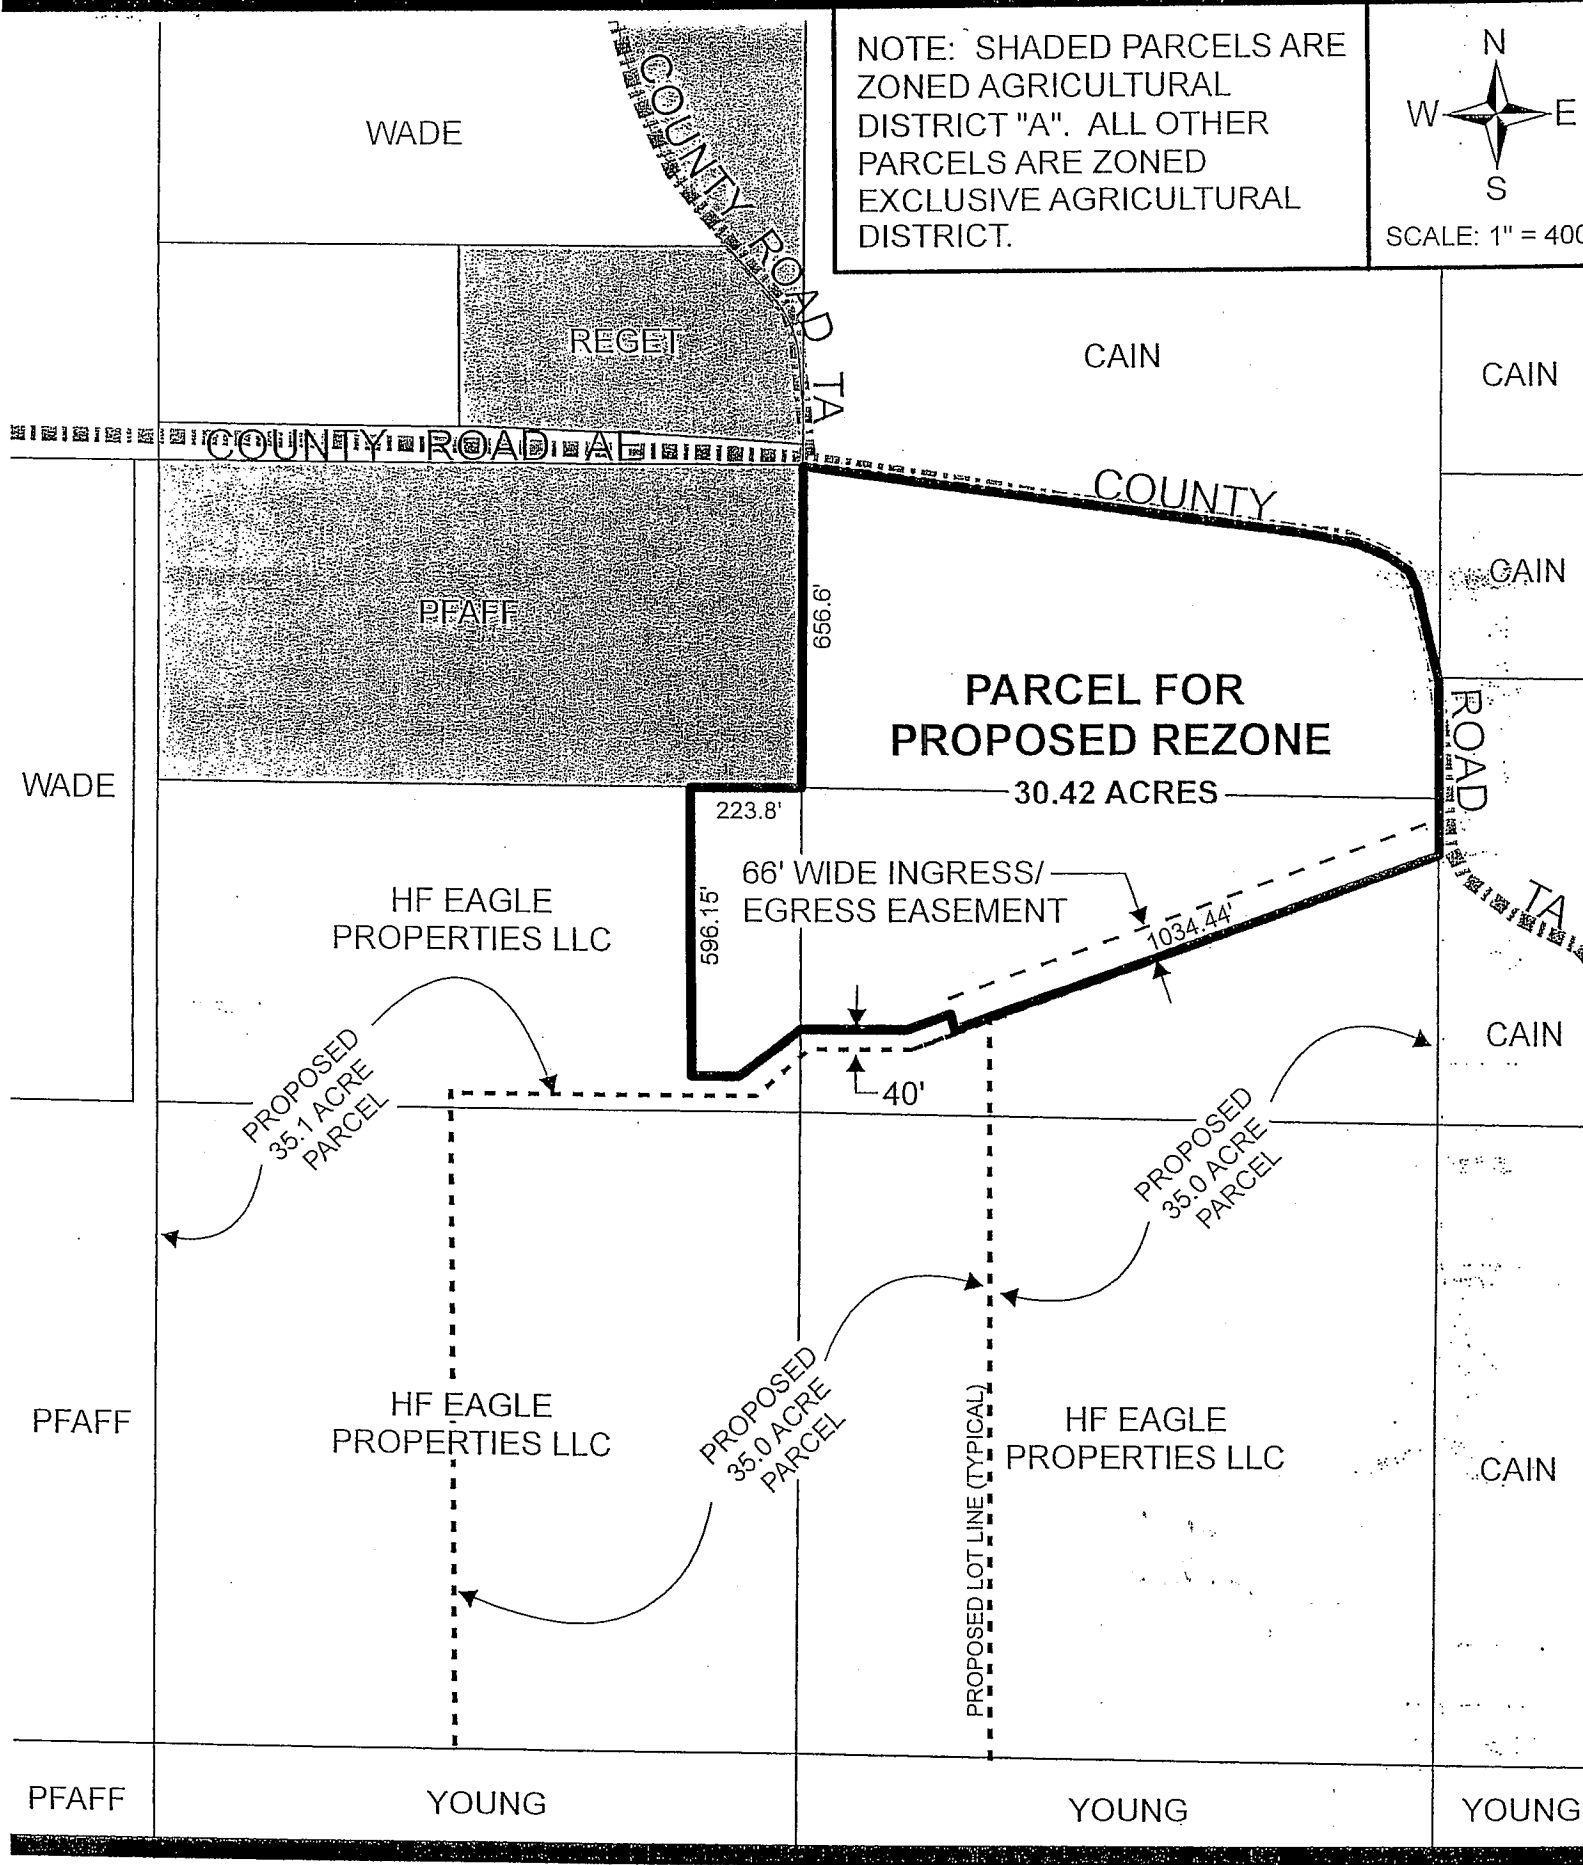 NOTE: SHADED PARCELS ARE
ZONED AGRICULTURAL
DISTRICT "A". ALL OTHER
PARCELS ARE ZONED
EXCLUSIVE AGRICULTURAL
DISTRICT.
N
W
E
S
SCALE: 1" = 400
WADE
COUNTY ROAD TA
REGET
CAIN
CAIN
COUNTY ROAD AE
COUNTY
CAIN
PFAFF
656.6'
PARCEL FOR
PROPOSED REZONE
30.42 ACRES
ROAD
TA
WADE
223.8'
596.15'
66' WIDE INGRESS/
EGRESS EASEMENT
1034.44'
HF EAGLE
PROPERTIES LLC
40'
CAIN
PROPOSED
35.1 ACRE
PARCEL
PROPOSED
35.0 ACRE
PARCEL
PROPOSED
35.0 ACRE
PARCEL
PFAFF
HF EAGLE
PROPERTIES LLC
PROPOSED LOT LINE (TYPICAL)
HF EAGLE
PROPERTIES LLC
CAIN
PFAFF
YOUNG
YOUNG
YOUNG